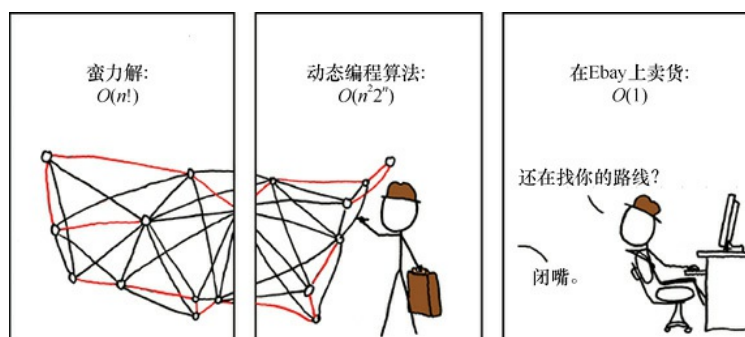 蛮力解:
O(n!)
动态编程算法:
O(n²2ⁿ)
在Ebay上卖货:
O(1)
还在找你的路线?
闭嘴。